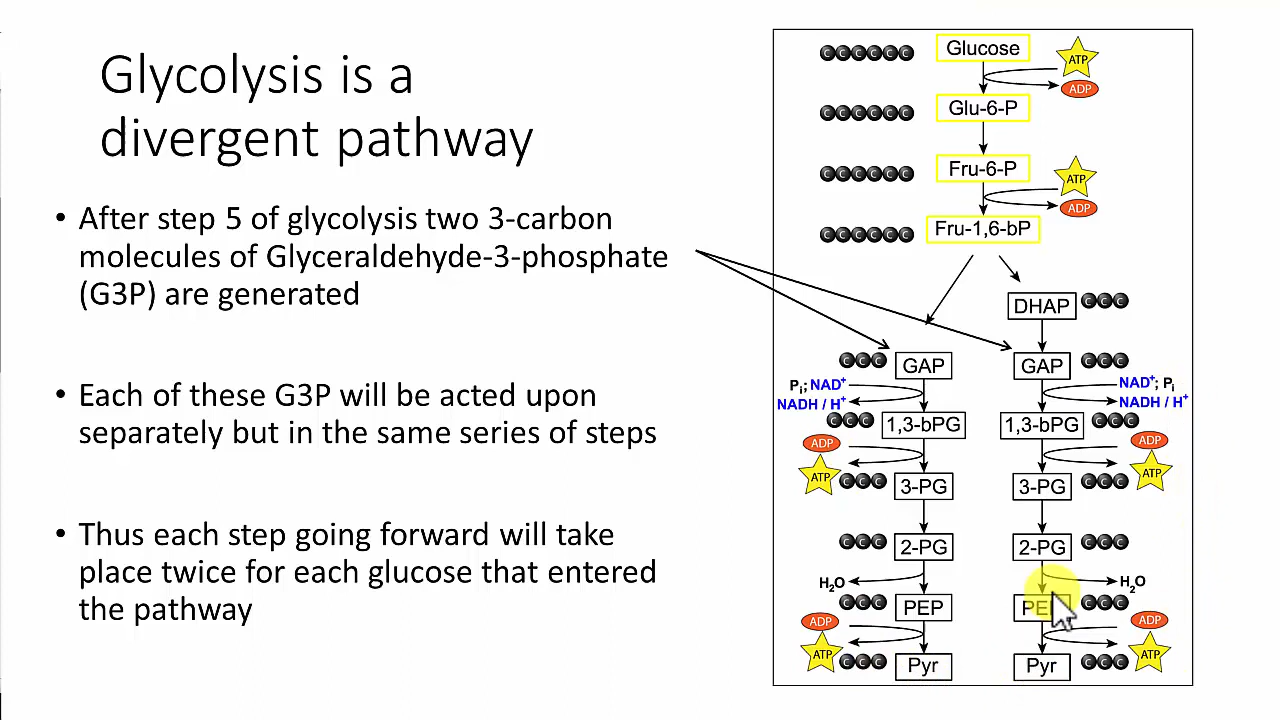 Glycolysis is a
divergent pathway
• After step 5 of glycolysis two 3-carbon
molecules of Glyceraldehyde-3-phosphate
(G3P) are generated
• Each of these G3P will be acted upon
separately but in the same series of steps
• Thus each step going forward will take
place twice for each glucose that entered
the pathway
C C C C C C Glucose ATP
ADP
C C C C C C Glu-6-P
C C C C C C Fru-6-P ATP
ADP
C C C C C C Fru-1,6-bP
DHAP C C C
C C C GAP GAP C C C
Pi; NAD+ NAD+; Pi
NADH / H+ NADH / H+
C C C 1,3-bPG 1,3-bPG C C C
ADP ADP
ATP ATP
C C C 3-PG 3-PG C C C
C C C 2-PG 2-PG C C C
H2O H2O
C C C PEP PE C C C
ADP ADP
ATP ATP
C C C Pyr Pyr C C C